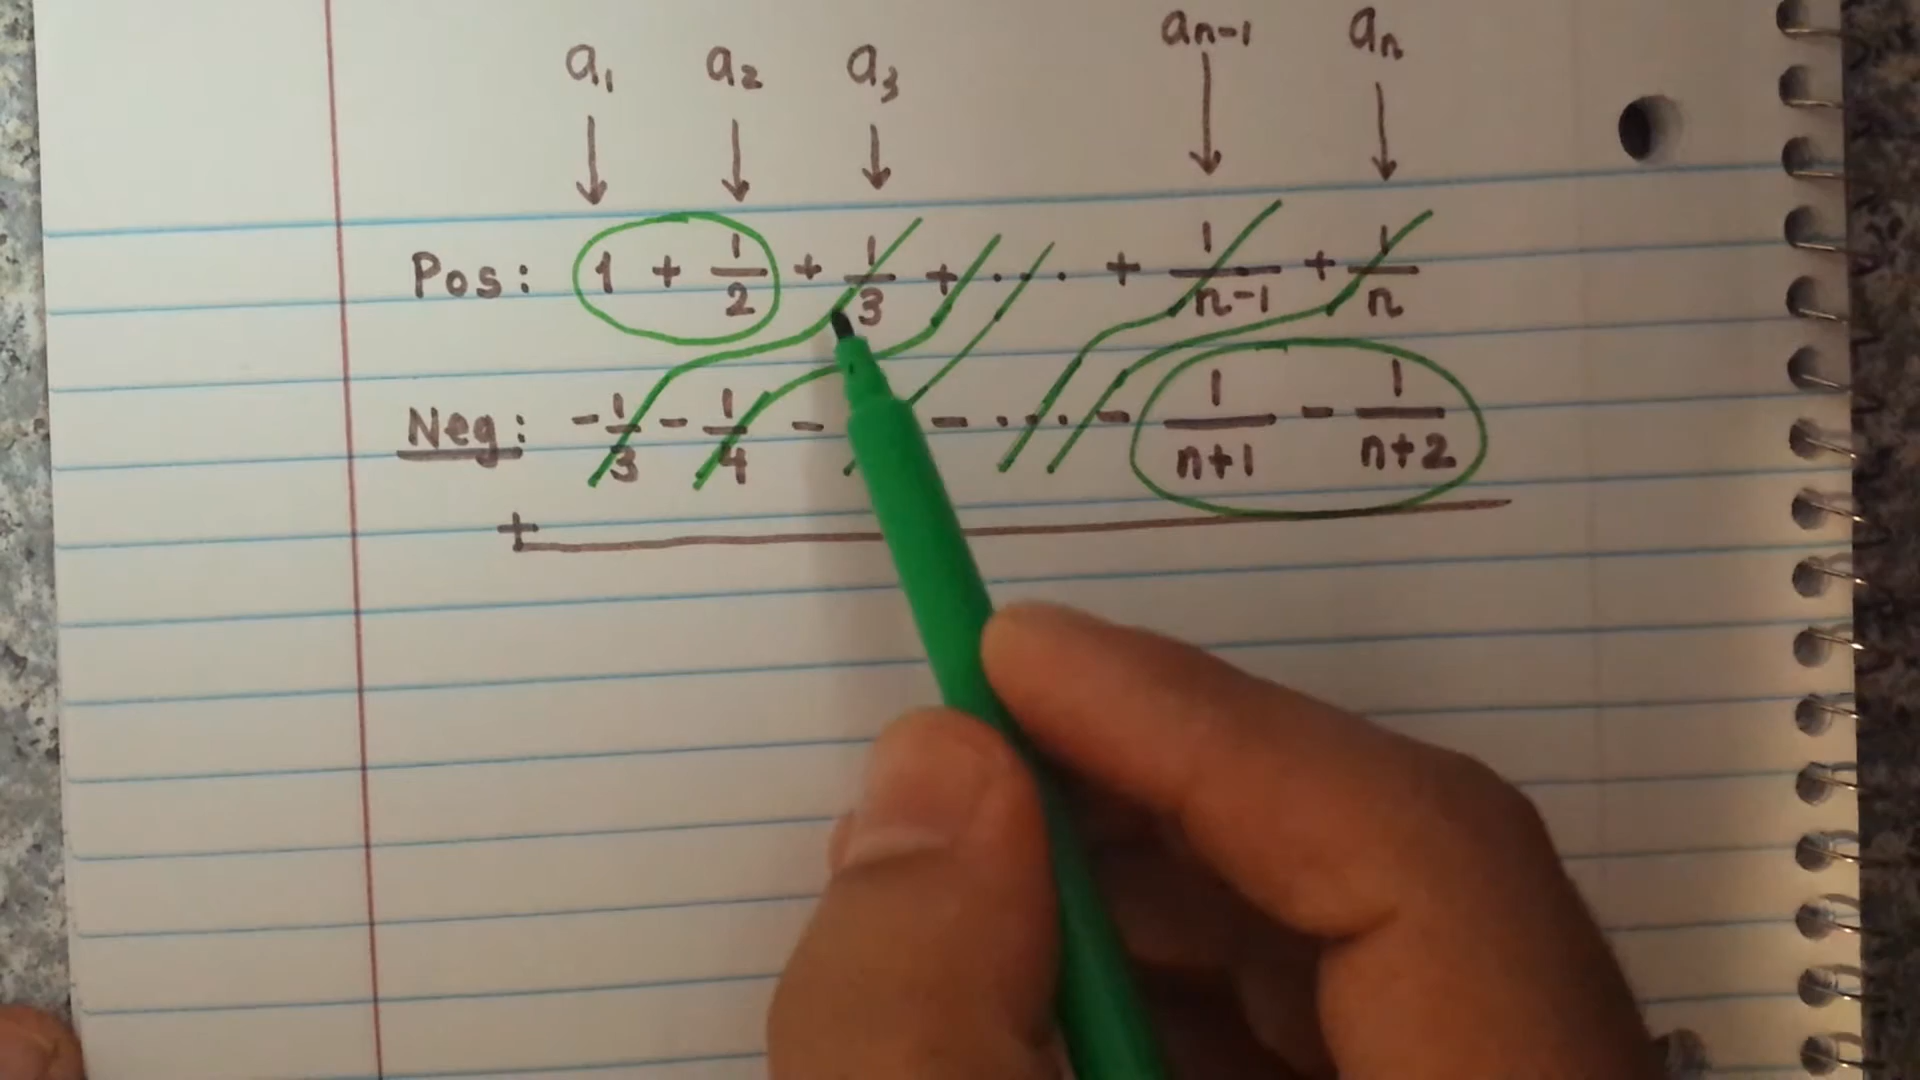 a₁ a₂ a₃ aₙ₋₁ aₙ
Pos: 1 + 1/2 + 1/3 + .... + 1/(n-1) + 1/n
Neg: - 1/3 - 1/4 - - .... - 1/(n+1) - 1/(n+2)
+